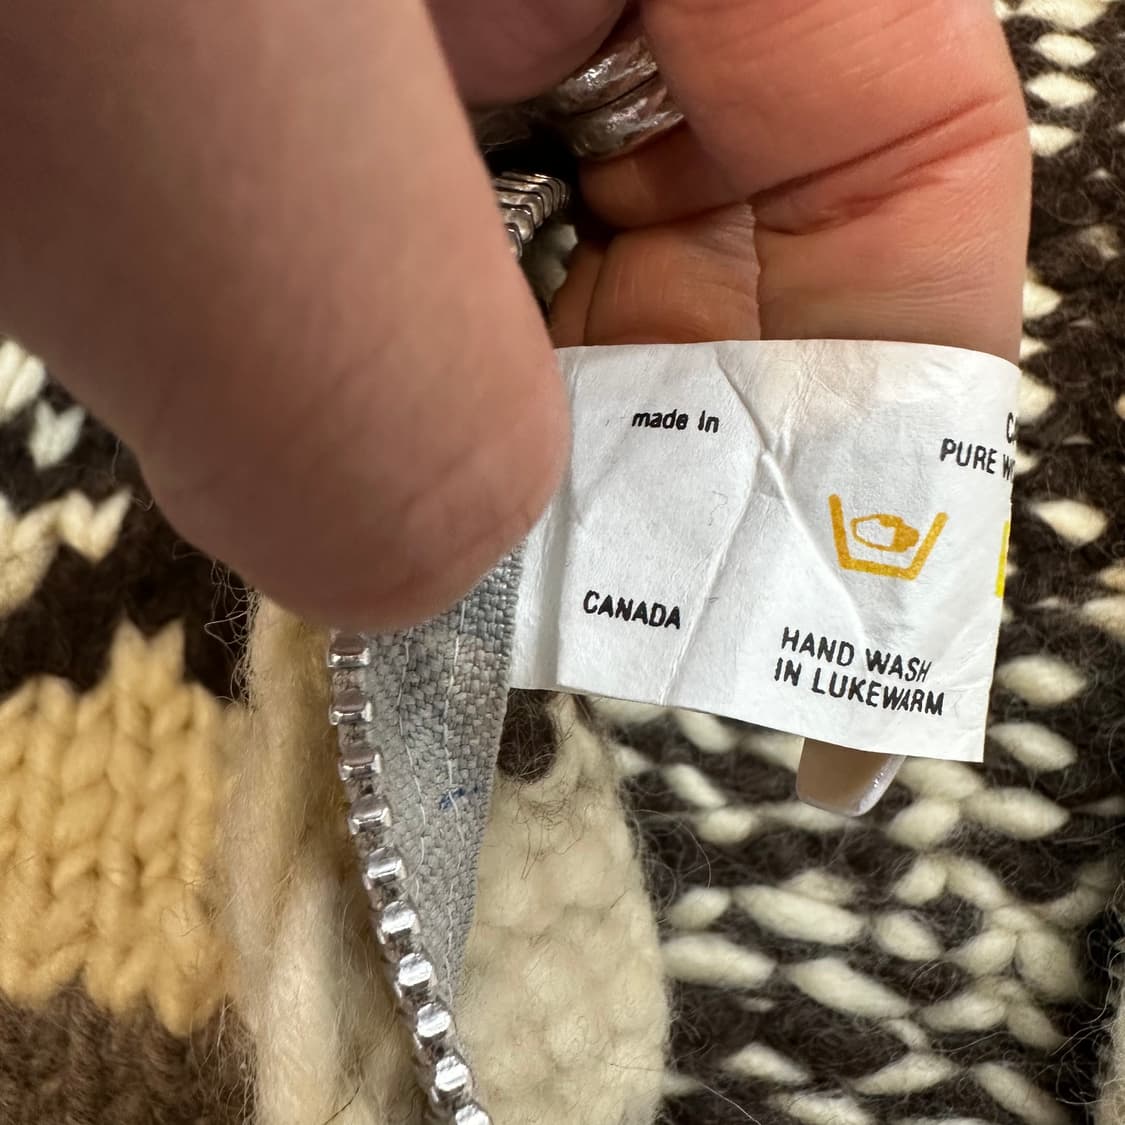 made in
CANADA
PURE
HAND WASH
IN LUKEWARM